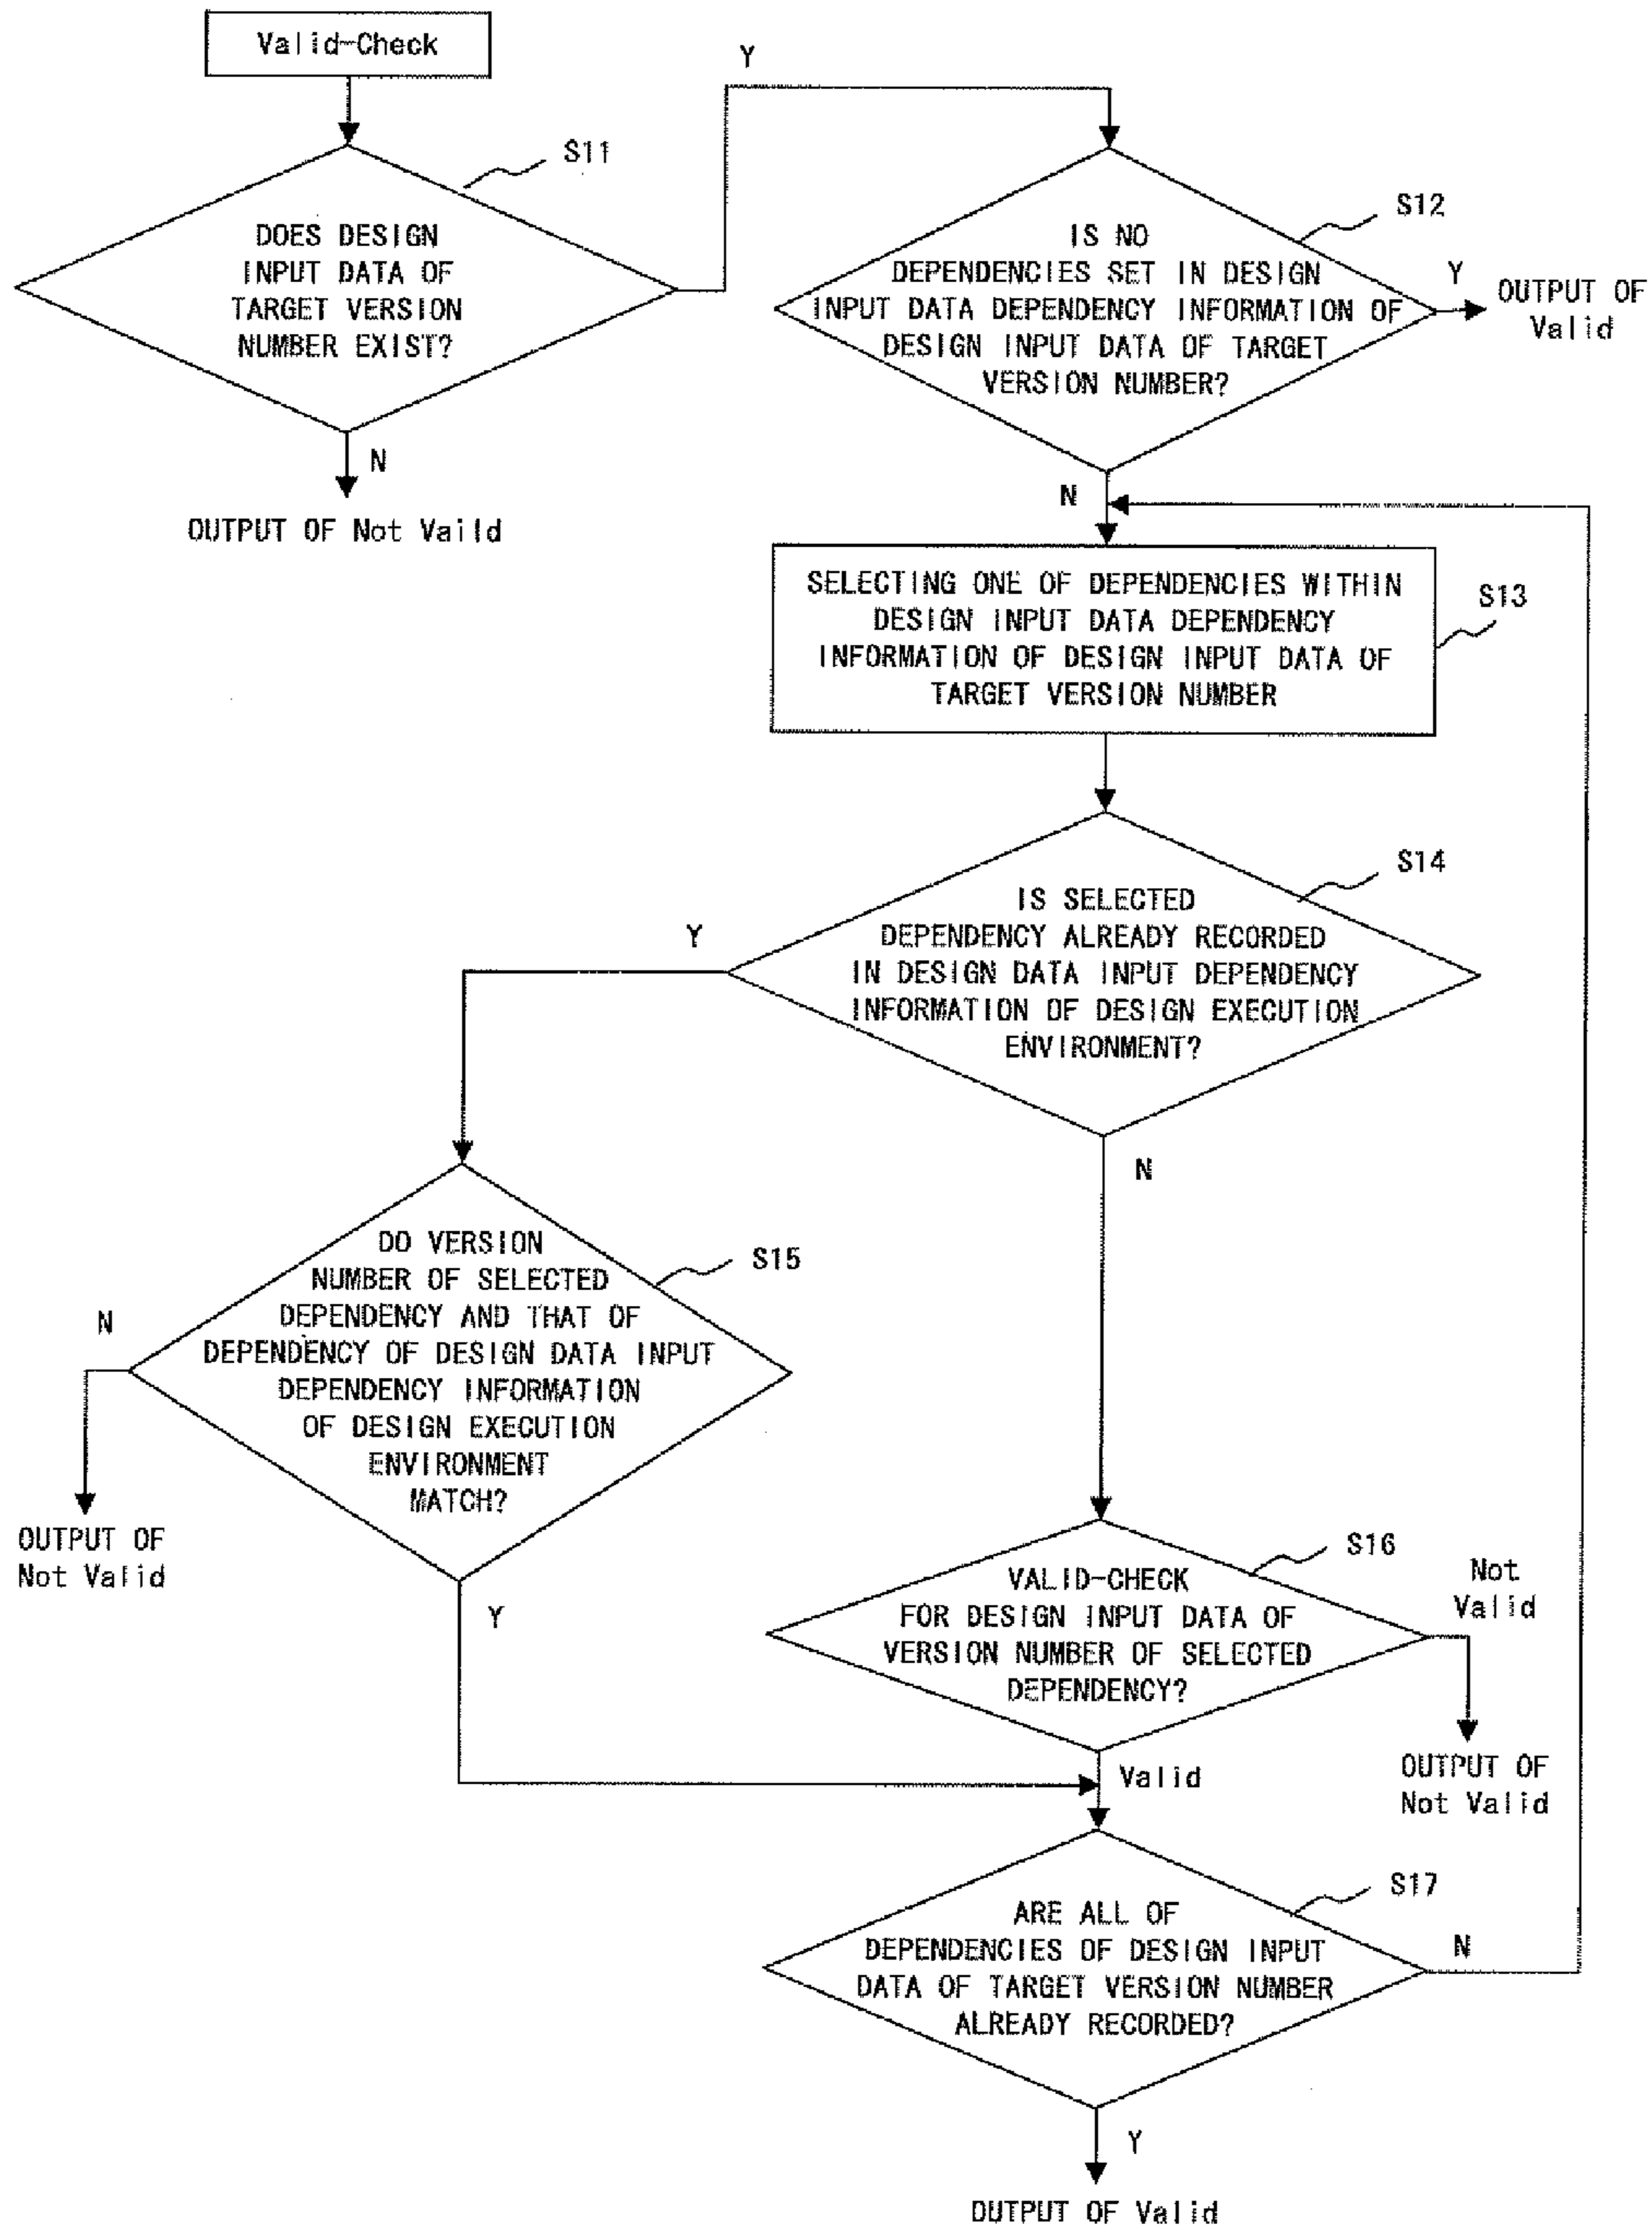 Valid-Check
S11
DOES DESIGN
INPUT DATA OF
TARGET VERSION
NUMBER EXIST?
Y
N
OUTPUT OF Not Vaild
S12
IS NO
DEPENDENCIES SET IN DESIGN
INPUT DATA DEPENDENCY INFORMATION OF
DESIGN INPUT DATA OF TARGET
VERSION NUMBER?
Y
OUTPUT OF
Valid
N
SELECTING ONE OF DEPENDENCIES WITHIN
DESIGN INPUT DATA DEPENDENCY
INFORMATION OF DESIGN INPUT DATA OF
TARGET VERSION NUMBER
S13
S14
IS SELECTED
DEPENDENCY ALREADY RECORDED
IN DESIGN DATA INPUT DEPENDENCY
INFORMATION OF DESIGN EXECUTION
ENVIRONMENT?
Y
N
S15
DO VERSION
NUMBER OF SELECTED
DEPENDENCY AND THAT OF
DEPENDENCY OF DESIGN DATA INPUT
DEPENDENCY INFORMATION
OF DESIGN EXECUTION
ENVIRONMENT
MATCH?
N
OUTPUT OF
Not Valid
Y
S16
VALID-CHECK
FOR DESIGN INPUT DATA OF
VERSION NUMBER OF SELECTED
DEPENDENCY?
Not
Valid
OUTPUT OF
Not Valid
Valid
S17
ARE ALL OF
DEPENDENCIES OF DESIGN INPUT
DATA OF TARGET VERSION NUMBER
ALREADY RECORDED?
N
Y
OUTPUT OF Valid